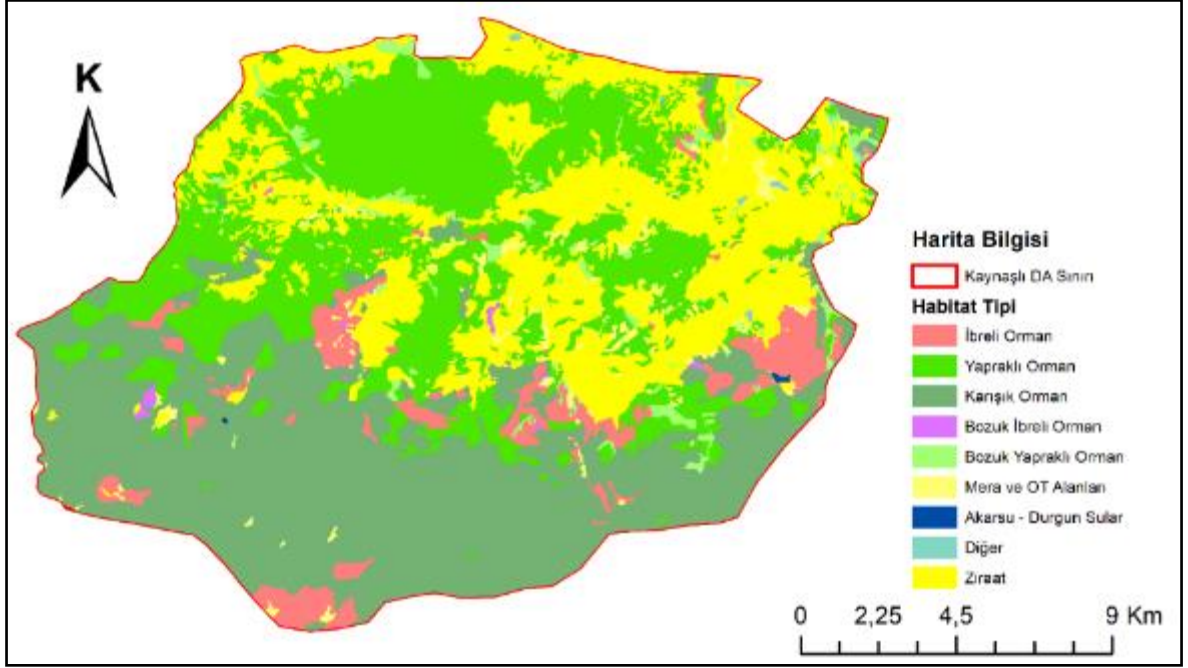 K
Harita Bilgisi
Kaynaşlı DA Sınırı
Habitat Tipi
İbreli Orman
Yapraklı Orman
Karışık Orman
Bozuk İbreli Orman
Bozuk Yapraklı Orman
Mera ve OT Alanları
Akarsu - Durgun Sular
Diğer
Ziraat
0 2,25 4,5 9 Km